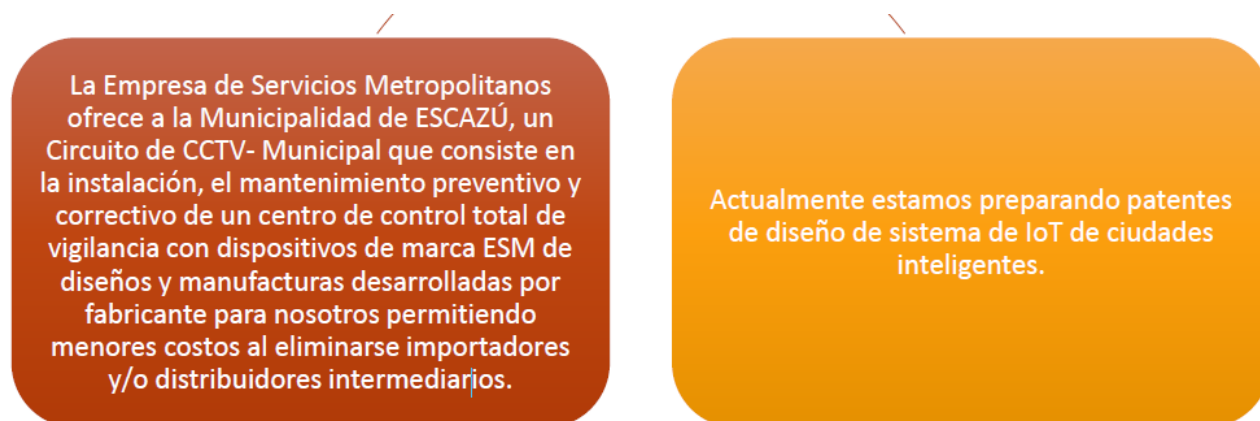 La Empresa de Servicios Metropolitanos
ofrece a la Municipalidad de ESCAZÚ, un
Circuito de CCTV- Municipal que consiste en
la instalación, el mantenimiento preventivo y
correctivo de un centro de control total de
vigilancia con dispositivos de marca ESM de
diseños y manufacturas desarrolladas por
fabricante para nosotros permitiendo
menores costos al eliminarse importadores
y/o distribuidores intermediarios.
Actualmente estamos preparando patentes
de diseño de sistema de IoT de ciudades
inteligentes.